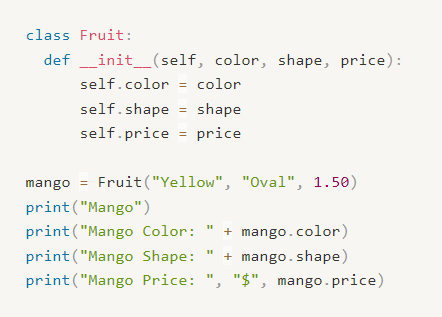 class Fruit:
  def __init__(self, color, shape, price):
      self.color = color
      self.shape = shape
      self.price = price

mango = Fruit("Yellow", "Oval", 1.50)
print("Mango")
print("Mango Color: " + mango.color)
print("Mango Shape: " + mango.shape)
print("Mango Price: ", "$", mango.price)